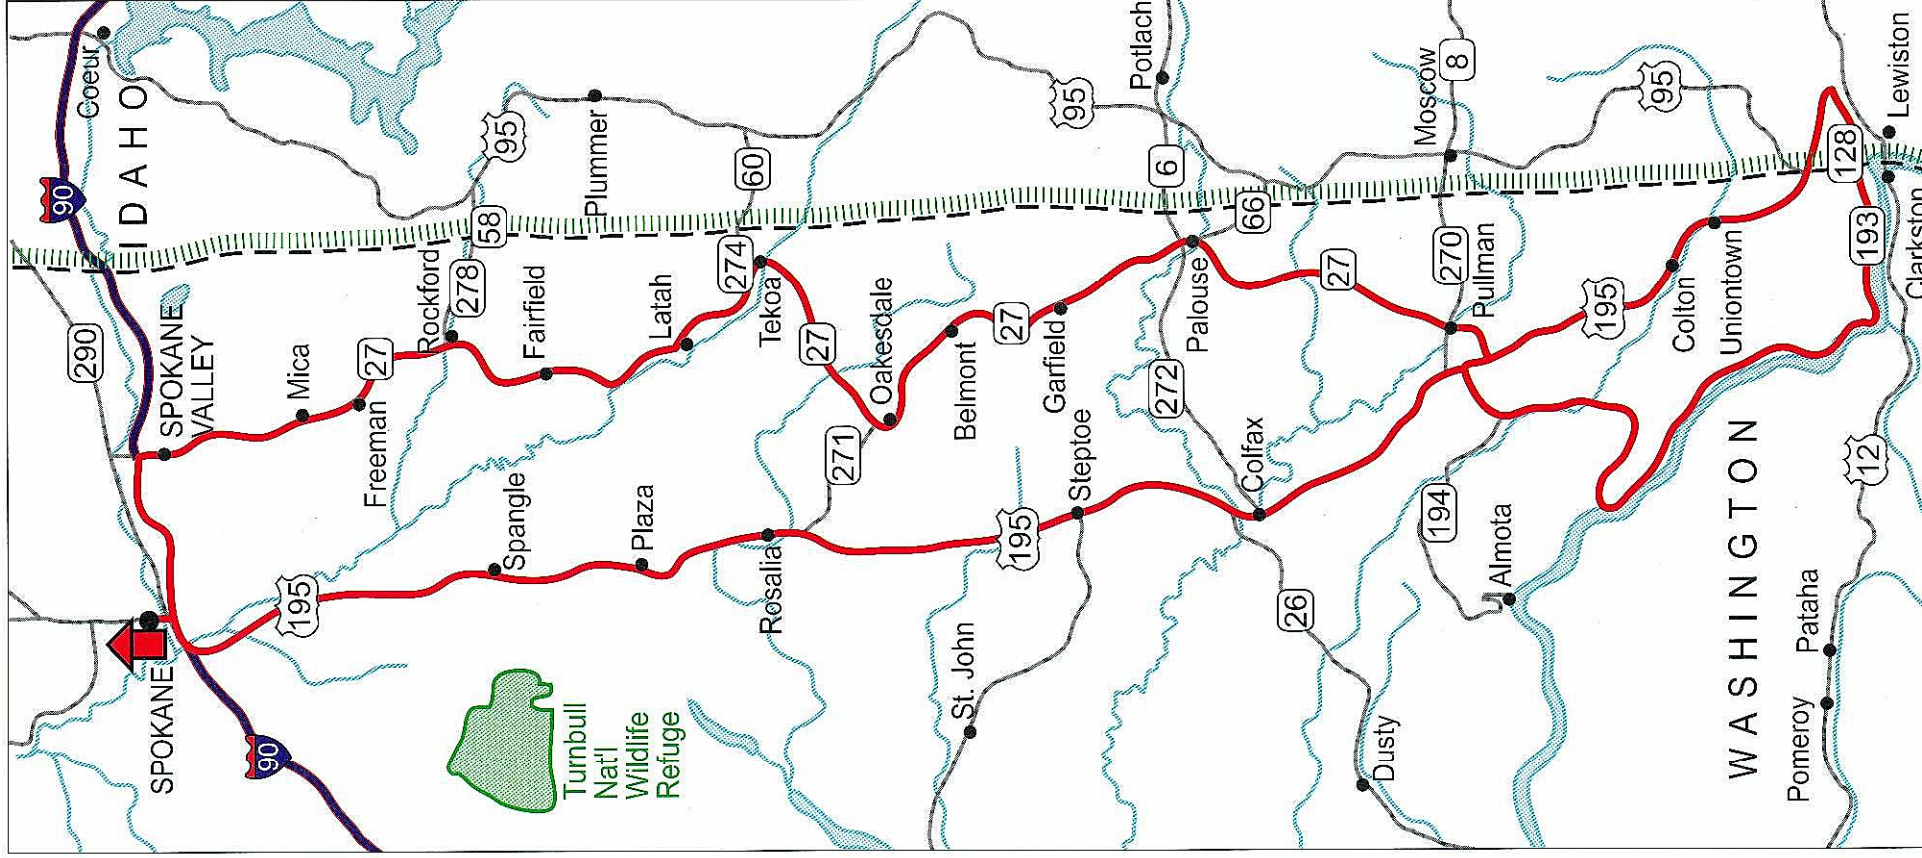 Coeur
IDAHO
90
290
SPOKANE
VALLEY
Mica
27
Freeman
Rockford
278
58
95
Plummer
Fairfield
Latah
60
274
Tekoa
27
Oakesdale
271
Belmont
27
Garfield
95
Potlach
6
66
Palouse
272
27
Moscow
8
270
Pullman
95
195
Colton
Uniontown
128
193
Lewiston
Clarkston
SPOKANE
90
195
Spangle
Plaza
Rosalia
195
Steptoe
Colfax
194
Almota
26
St. John
Dusty
Turnbull
Nat'l
Wildlife
Refuge
WASHINGTON
12
Pataha
Pomeroy